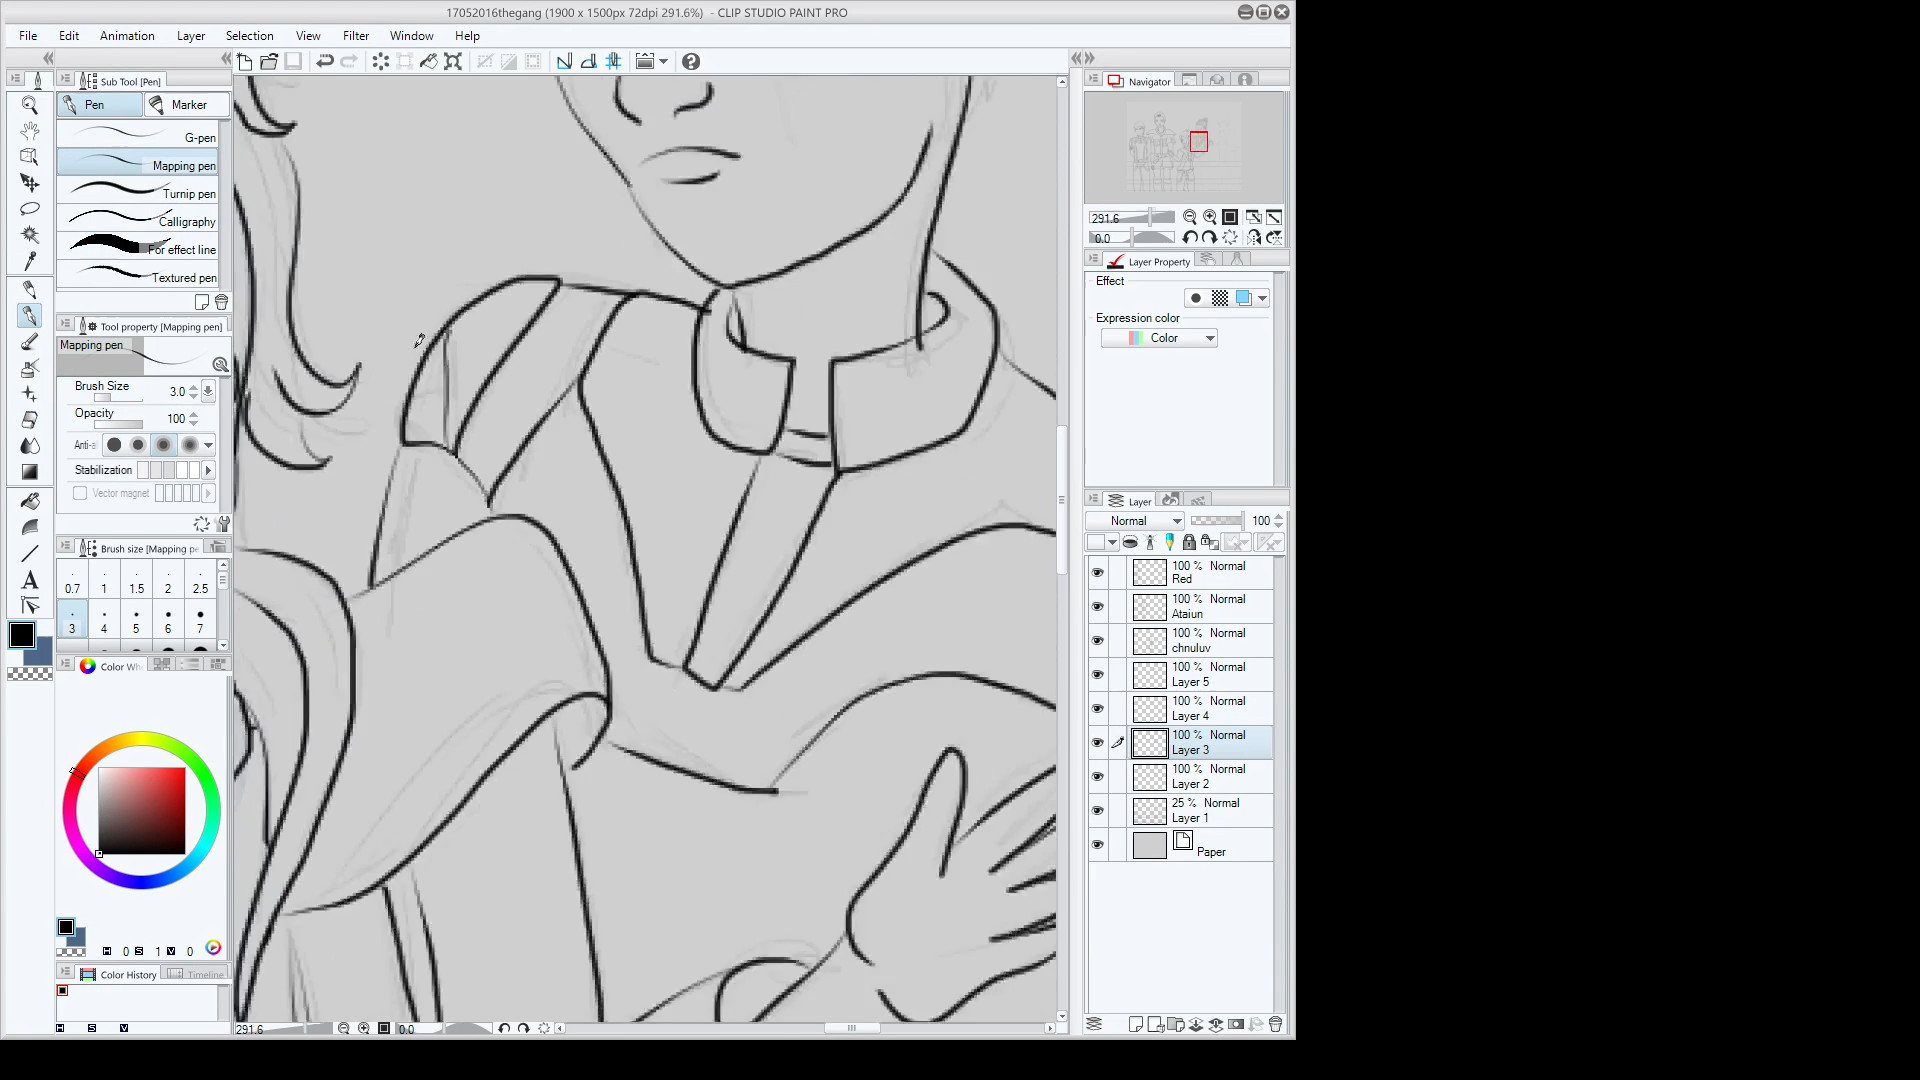 17052016thegang (1900 x 1500px 72dpi 291.6%)  - CLIP STUDIO PAINT PRO
File Edit Animation Layer Selection View Filter Window Help
Sub Tool [Pen]
Pen Marker
G-pen
Mapping pen
Turnip pen
Calligraphy
For effect line
Textured pen
Tool property [Mapping pen]
Mapping pen
Brush Size 3.0
Opacity 100
Anti-a
Stabilization
Vector magnet
Brush size [Mapping pe
0.7 1 1.5 2 2.5
3 4 5 6 7
Color Wh
H 0 S 1 V 0
Color History Timeline
H S V
291.6 0.0
Navigator
291.6
0.0
Layer Property
Effect
Expression color
Color
Layer
Normal 100
100 % Normal
Red
100 % Normal
Ataiun
100 % Normal
chnuluv
100 % Normal
Layer 5
100 % Normal
Layer 4
100 % Normal
Layer 3
100 % Normal
Layer 2
25 % Normal
Layer 1
Paper